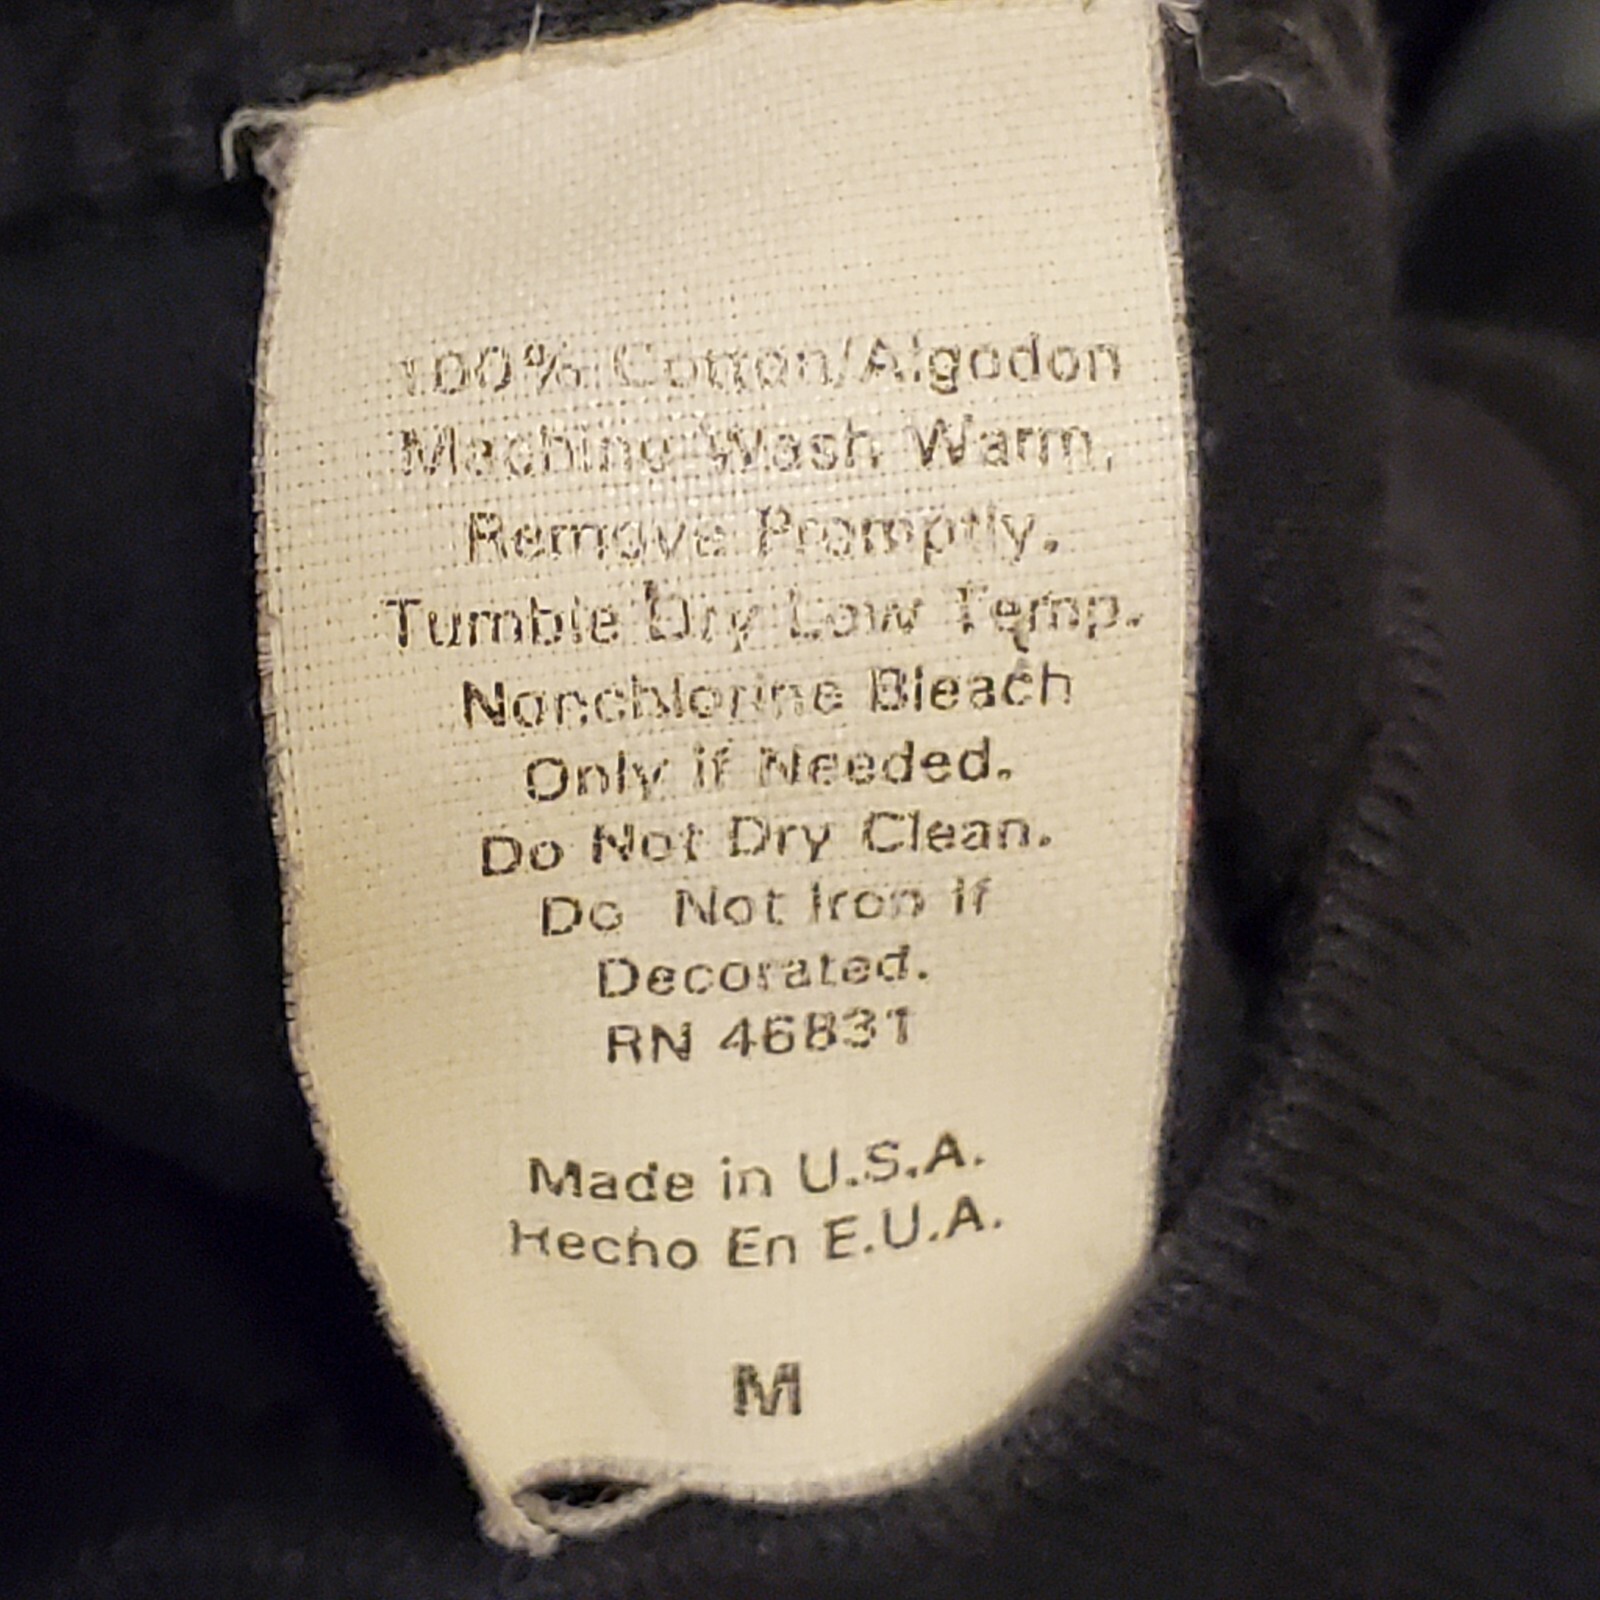 100% Cotton/Algodon
Machine Wash Warm,
Remove Promptly.
Tumble Dry Low Temp.
Nonchlorine Bleach
Only if Needed.
Do Not Dry Clean.
Do Not Iron if
Decorated.
RN 46831
Made in U.S.A.
Hecho En E.U.A.
M